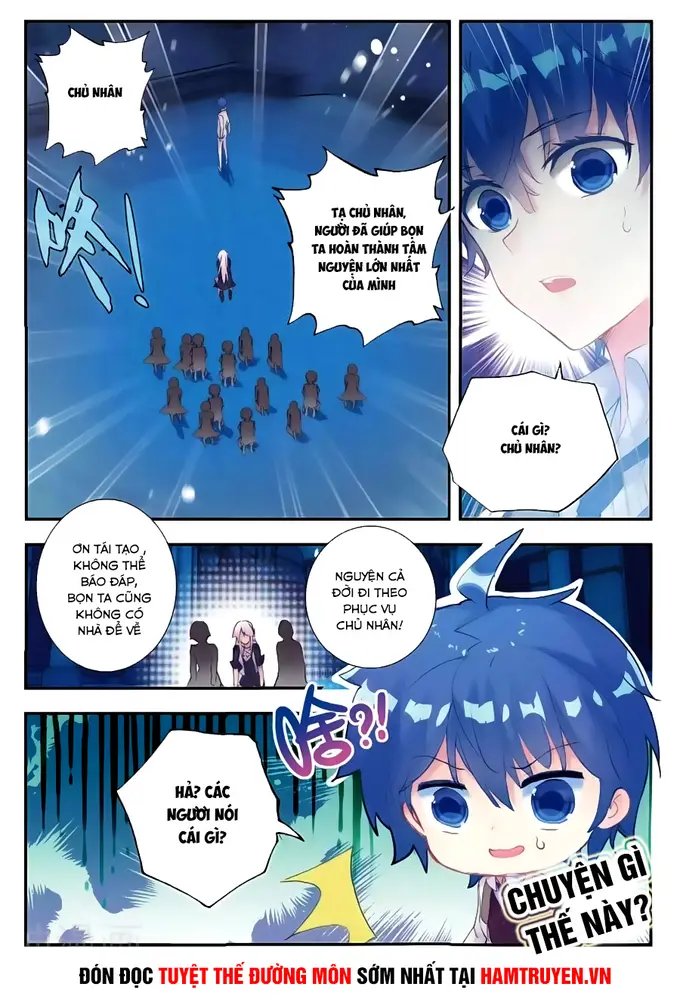 CHỦ NHÂN
TẠ CHỦ NHÂN,
NGƯỜI ĐÃ GIÚP BỌN
TA HOÀN THÀNH TÂM
NGUYỆN LỚN NHẤT
CỦA MÌNH
CÁI GÌ?
CHỦ NHÂN?
ƠN TÁI TẠO,
KHÔNG THỂ
BÁO ĐÁP,
BỌN TA CŨNG
KHÔNG CÓ
NHÀ ĐỂ VỀ
NGUYỆN CẢ
ĐỜI ĐI THEO
PHỤC VỤ
CHỦ NHÂN!
啥?!
HẢ? CÁC
NGƯƠI NÓI
CÁI GÌ?
CHUYỆN GÌ
THẾ NÀY?
ĐÓN ĐỌC TUYỆT THẾ ĐƯỜNG MÔN SỚM NHẤT TẠI HAMTRUYEN.VN